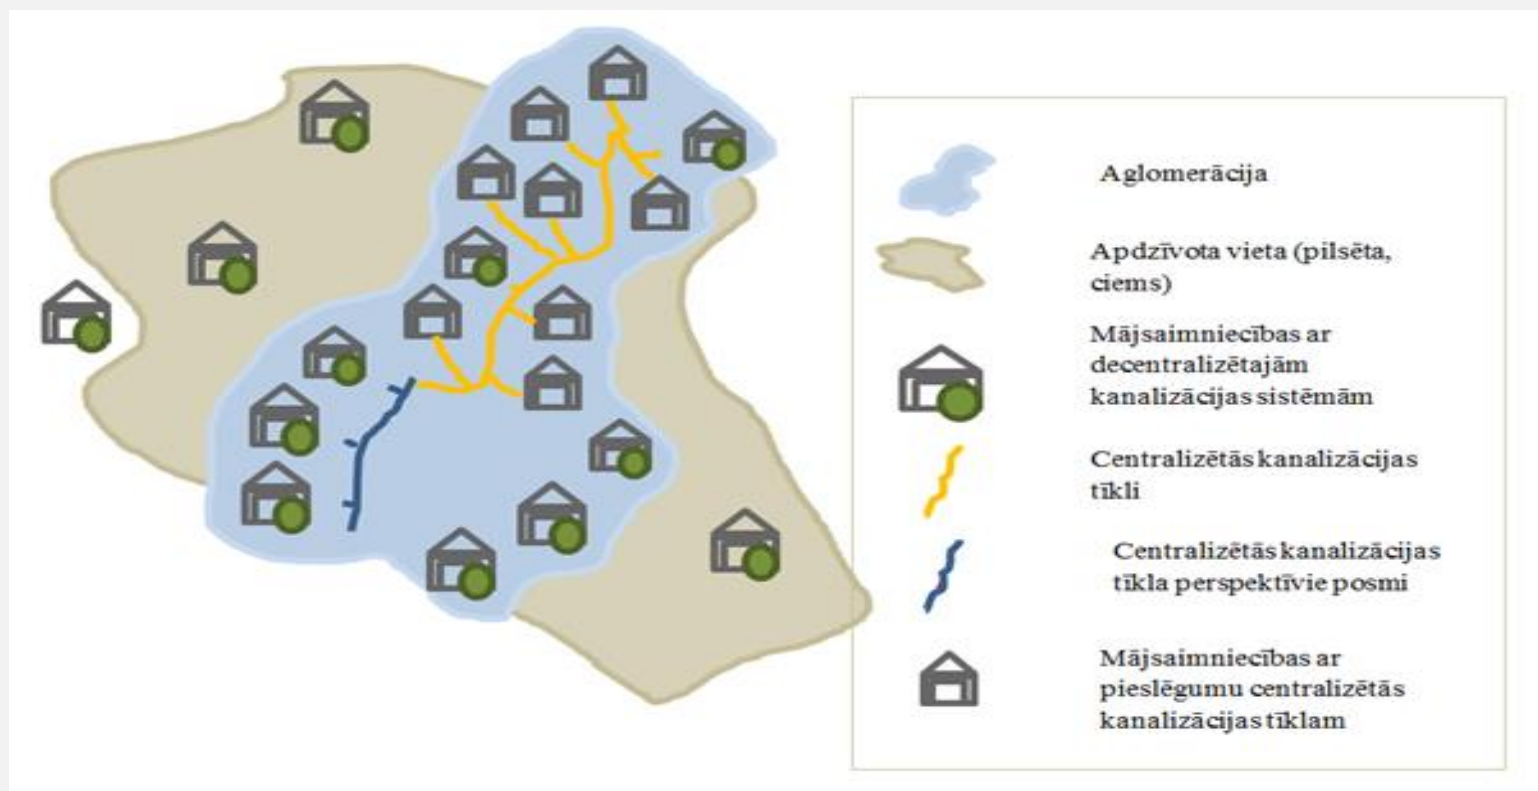 Aglomerācija
Apdzīvota vieta (pilsēta,
ciems)
Mājsaimniecības ar
decentralizētajām
kanalizācijas sistēmām
Centralizētās kanalizācijas
tīkli
Centralizētās kanalizācijas
tīkla perspektīvie posmi
Mājsaimniecības ar
pieslēgumu centralizētās
kanalizācijas tīklam